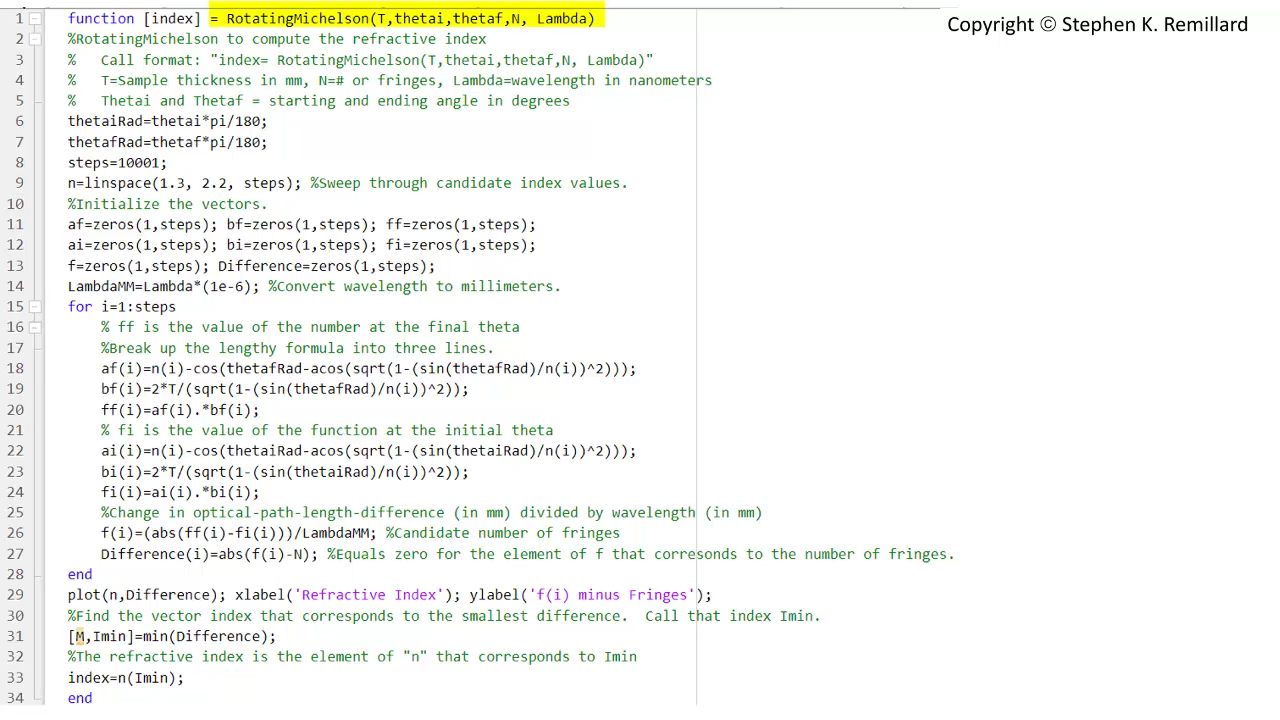 Copyright © Stephen K. Remillard
1 function [index] = RotatingMichelson(T,thetai,thetaf,N, Lambda)
2 %RotatingMichelson to compute the refractive index
3 %   Call format: "index= RotatingMichelson(T,thetai,thetaf,N, Lambda)"
4 %   T=Sample thickness in mm, N=# or fringes, Lambda=wavelength in nanometers
5 %   Thetai and Thetaf = starting and ending angle in degrees
6 thetaiRad=thetai*pi/180;
7 thetafRad=thetaf*pi/180;
8 steps=10001;
9 n=linspace(1.3, 2.2, steps); %Sweep through candidate index values.
10 %Initialize the vectors.
11 af=zeros(1,steps); bf=zeros(1,steps); ff=zeros(1,steps);
12 ai=zeros(1,steps); bi=zeros(1,steps); fi=zeros(1,steps);
13 f=zeros(1,steps); Difference=zeros(1,steps);
14 LambdaMM=Lambda*(1e-6); %Convert wavelength to millimeters.
15 for i=1:steps
16     % ff is the value of the number at the final theta
17     %Break up the lengthy formula into three lines.
18     af(i)=n(i)-cos(thetafRad-acos(sqrt(1-(sin(thetafRad)/n(i))^2)));
19     bf(i)=2*T/(sqrt(1-(sin(thetafRad)/n(i))^2));
20     ff(i)=af(i).*bf(i);
21     % fi is the value of the function at the initial theta
22     ai(i)=n(i)-cos(thetaiRad-acos(sqrt(1-(sin(thetaiRad)/n(i))^2)));
23     bi(i)=2*T/(sqrt(1-(sin(thetaiRad)/n(i))^2));
24     fi(i)=ai(i).*bi(i);
25     %Change in optical-path-length-difference (in mm) divided by wavelength (in mm)
26     f(i)=(abs(ff(i)-fi(i)))/LambdaMM; %Candidate number of fringes
27     Difference(i)=abs(f(i)-N); %Equals zero for the element of f that corresonds to the number of fringes.
28 end
29 plot(n,Difference); xlabel('Refractive Index'); ylabel('f(i) minus Fringes');
30 %Find the vector index that corresponds to the smallest difference.  Call that index Imin.
31 [M,Imin]=min(Difference);
32 %The refractive index is the element of "n" that corresponds to Imin
33 index=n(Imin);
34 end